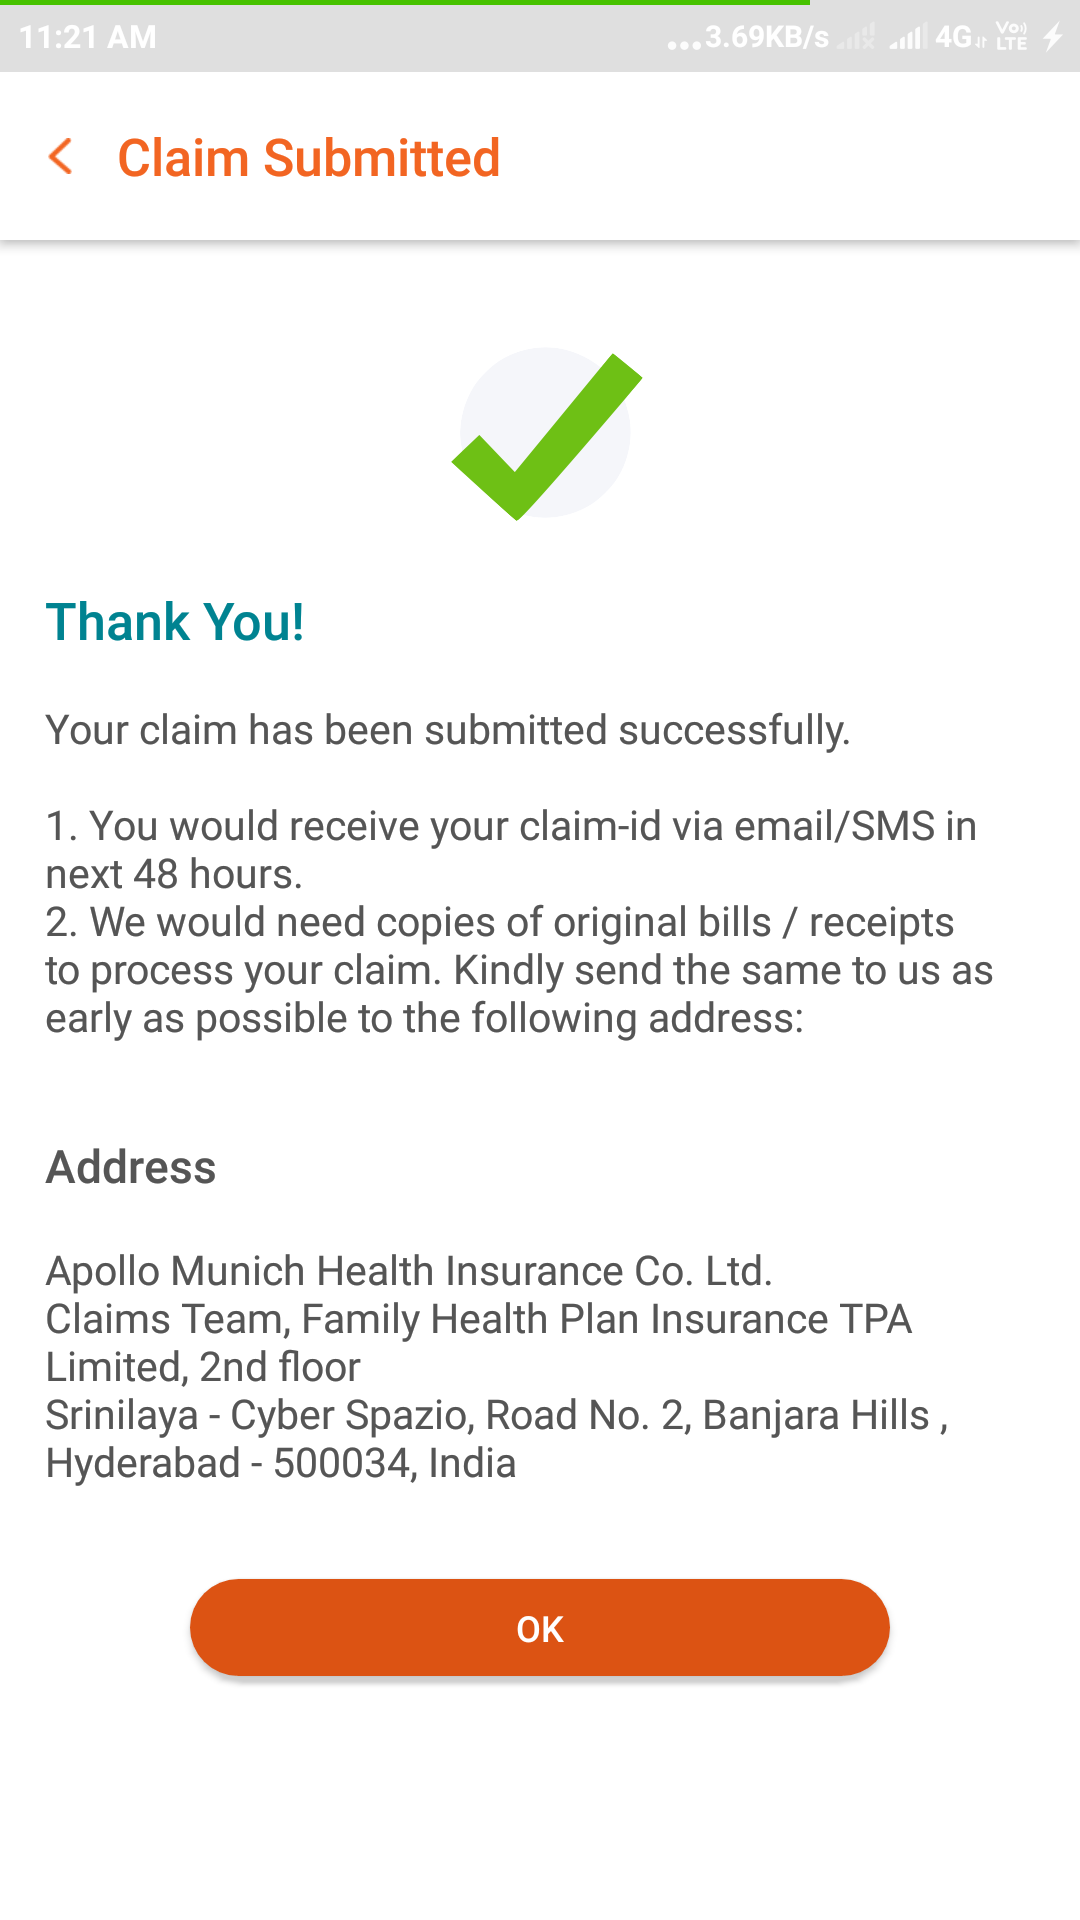 11:21 AM
...3.69KB/s 4G VoLTE
Claim Submitted
Thank You!
Your claim has been submitted successfully.
1. You would receive your claim-id via email/SMS in
next 48 hours.
2. We would need copies of original bills / receipts
to process your claim. Kindly send the same to us as
early as possible to the following address:
Address
Apollo Munich Health Insurance Co. Ltd.
Claims Team, Family Health Plan Insurance TPA
Limited, 2nd floor
Srinilaya - Cyber Spazio, Road No. 2, Banjara Hills ,
Hyderabad - 500034, India
OK